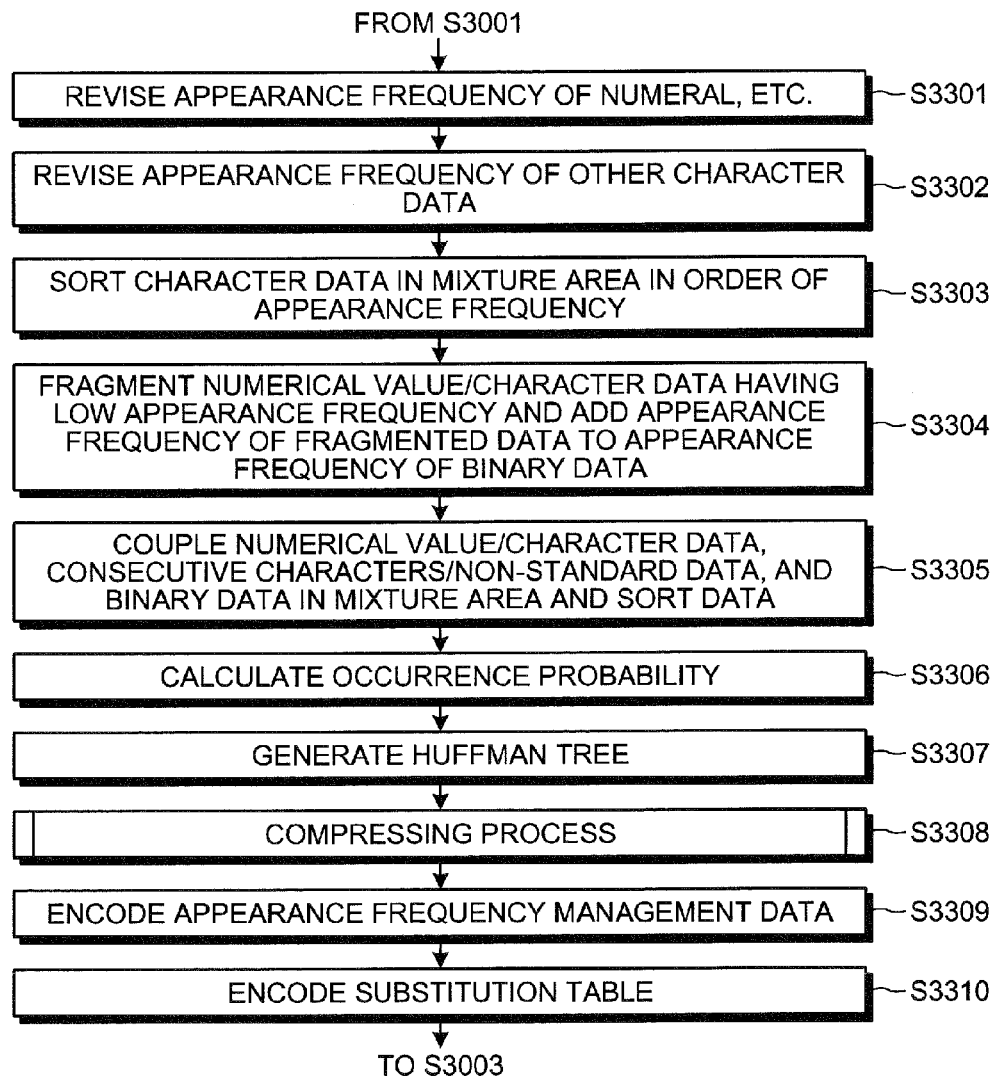 FROM S3001
REVISE APPEARANCE FREQUENCY OF NUMERAL, ETC.
S3301
REVISE APPEARANCE FREQUENCY OF OTHER CHARACTER
DATA
S3302
SORT CHARACTER DATA IN MIXTURE AREA IN ORDER OF
APPEARANCE FREQUENCY
S3303
FRAGMENT NUMERICAL VALUE/CHARACTER DATA HAVING
LOW APPEARANCE FREQUENCY AND ADD APPEARANCE
FREQUENCY OF FRAGMENTED DATA TO APPEARANCE
FREQUENCY OF BINARY DATA
S3304
COUPLE NUMERICAL VALUE/CHARACTER DATA,
CONSECUTIVE CHARACTERS/NON-STANDARD DATA, AND
BINARY DATA IN MIXTURE AREA AND SORT DATA
S3305
CALCULATE OCCURRENCE PROBABILITY
S3306
GENERATE HUFFMAN TREE
S3307
COMPRESSING PROCESS
S3308
ENCODE APPEARANCE FREQUENCY MANAGEMENT DATA
S3309
ENCODE SUBSTITUTION TABLE
S3310
TO S3003